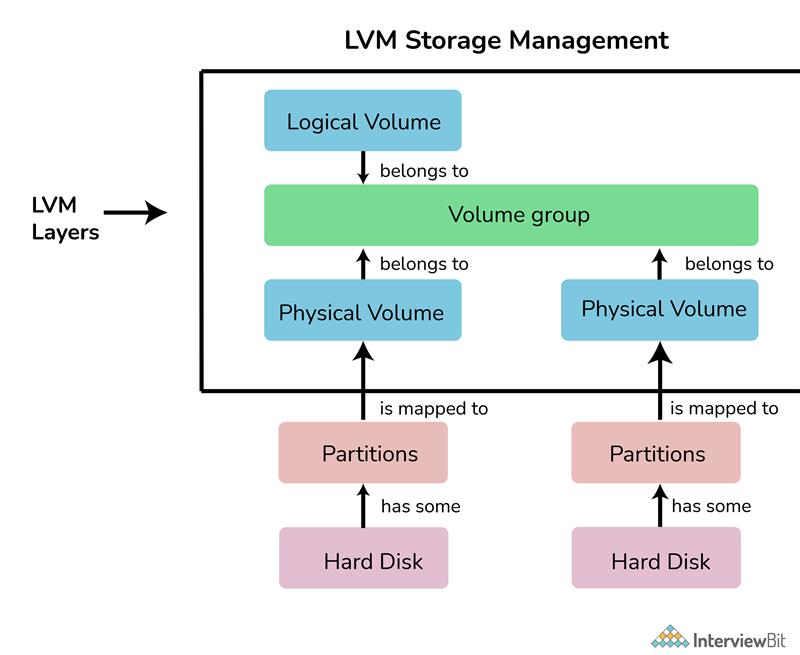 LVM Storage Management
Logical Volume
belongs to
LVM
Layers
Volume group
belongs to
belongs to
Physical Volume
Physical Volume
is mapped to
is mapped to
Partitions
Partitions
has some
has some
Hard Disk
Hard Disk
InterviewBit